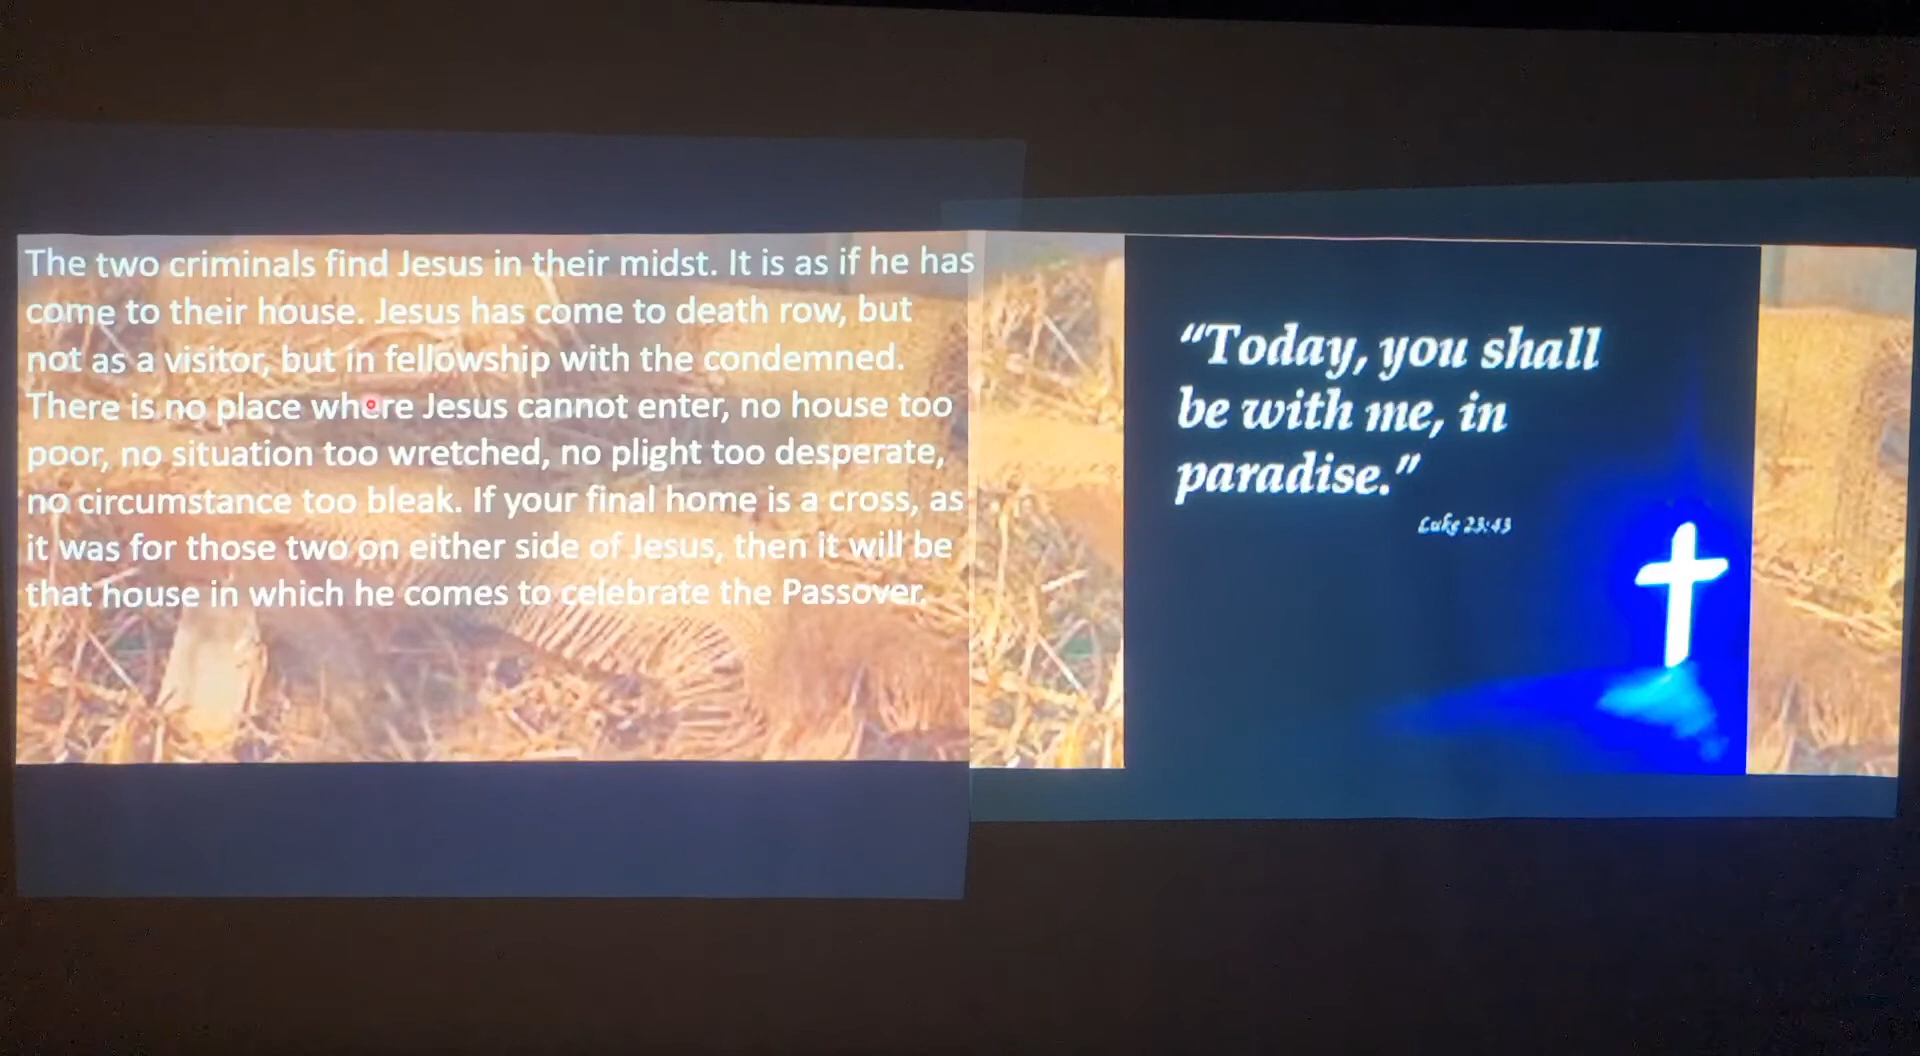 The two criminals find Jesus in their midst. It is as if he has
come to their house. Jesus has come to death row, but
not as a visitor, but in fellowship with the condemned.
There is no place where Jesus cannot enter, no house too
poor, no situation too wretched, no plight too desperate,
no circumstance too bleak. If your final home is a cross, as
it was for those two on either side of Jesus, then it will be
that house in which he comes to celebrate the Passover.
“Today, you shall
be with me, in
paradise.”
Luke 23:43